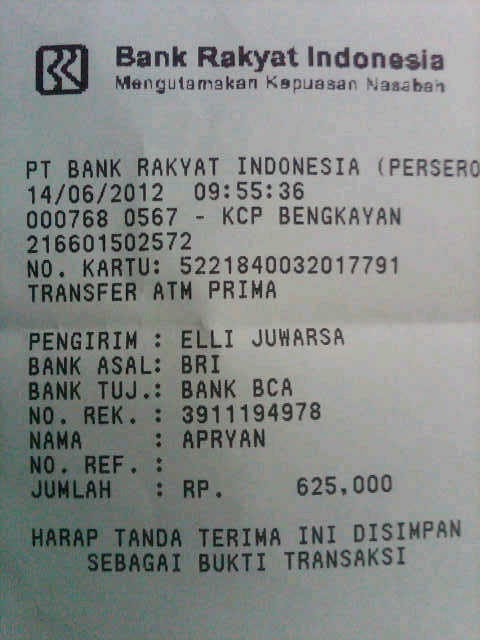 Bank Rakyat Indonesia
Mengutamakan Kepuasan Nasabah
PT BANK RAKYAT INDONESIA (PERSERO
14/06/2012 09:55:36
000768 0567 - KCP BENGKAYAN
216601502572
NO. KARTU: 5221840032017791
TRANSFER ATM PRIMA
PENGIRIM : ELLI JUWARSA
BANK ASAL: BRI
BANK TUJ.: BANK BCA
NO. REK. : 3911194978
NAMA : APRYAN
NO. REF. :
JUMLAH : RP. 625,000
HARAP TANDA TERIMA INI DISIMPAN
SEBAGAI BUKTI TRANSAKSI